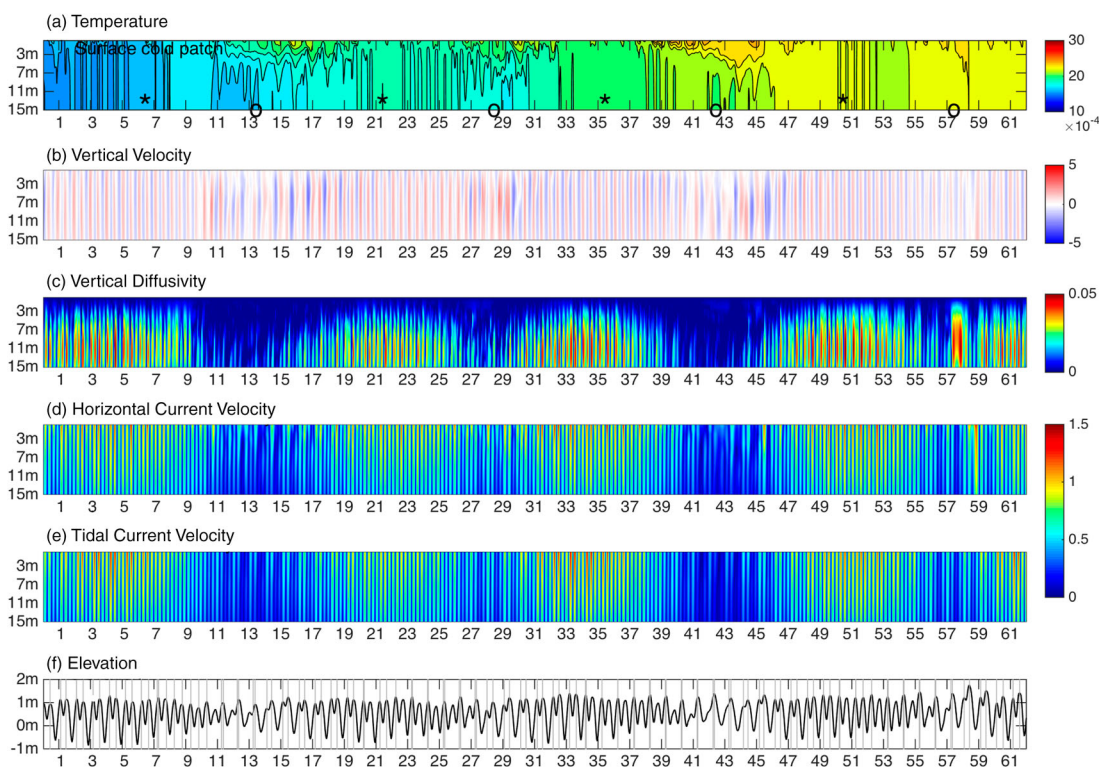 (a) Temperature
Surface cold patch
3m
7m
11m
15m
* * * *
O O O O
1 3 5 7 9 11 13 15 17 19 21 23 25 27 29 31 33 35 37 39 41 43 45 47 49 51 53 55 57 59 61
30
20
10
×10⁻⁴
(b) Vertical Velocity
3m
7m
11m
15m
1 3 5 7 9 11 13 15 17 19 21 23 25 27 29 31 33 35 37 39 41 43 45 47 49 51 53 55 57 59 61
5
0
-5
(c) Vertical Diffusivity
3m
7m
11m
15m
1 3 5 7 9 11 13 15 17 19 21 23 25 27 29 31 33 35 37 39 41 43 45 47 49 51 53 55 57 59 61
0.05
0
(d) Horizontal Current Velocity
3m
7m
11m
15m
1 3 5 7 9 11 13 15 17 19 21 23 25 27 29 31 33 35 37 39 41 43 45 47 49 51 53 55 57 59 61
1.5
1
0.5
0
(e) Tidal Current Velocity
3m
7m
11m
15m
1 3 5 7 9 11 13 15 17 19 21 23 25 27 29 31 33 35 37 39 41 43 45 47 49 51 53 55 57 59 61
(f) Elevation
2m
1m
0m
-1m
1 3 5 7 9 11 13 15 17 19 21 23 25 27 29 31 33 35 37 39 41 43 45 47 49 51 53 55 57 59 61